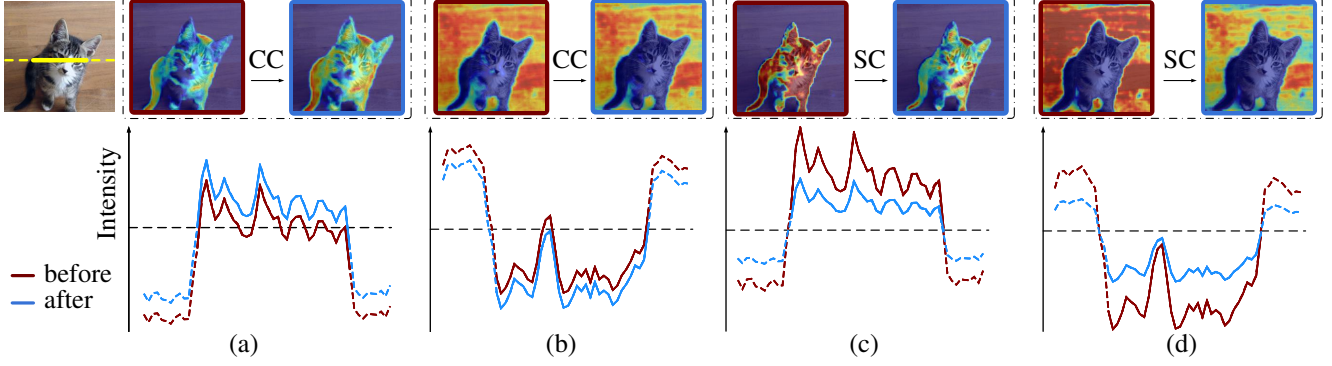 CC
CC
SC
SC
Intensity
before
after
(a)
(b)
(c)
(d)